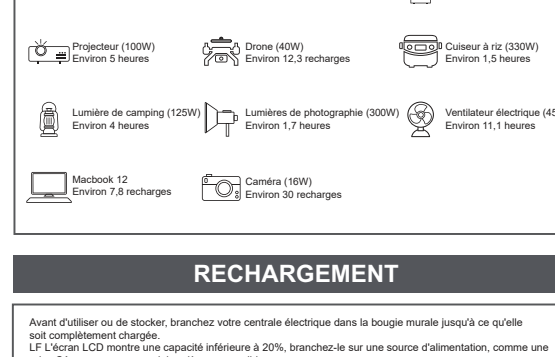 Projecteur (100W)
Environ 5 heures
Drone (40W)
Environ 12,3 recharges
Cuiseur à riz (330W)
Environ 1,5 heures
Lumière de camping (125W)
Environ 4 heures
Lumières de photographie (300W)
Environ 1,7 heures
Ventilateur électrique (45
Environ 11,1 heures
Macbook 12
Environ 7,8 recharges
Caméra (16W)
Environ 30 recharges
RECHARGEMENT
Avant d'utiliser ou de stocker, branchez votre centrale électrique dans la bougie murale jusqu'à ce qu'elle
soit complètement chargée.
LF L'écran LCD montre une capacité inférieure à 20%, branchez-le sur une source d'alimentation, comme une